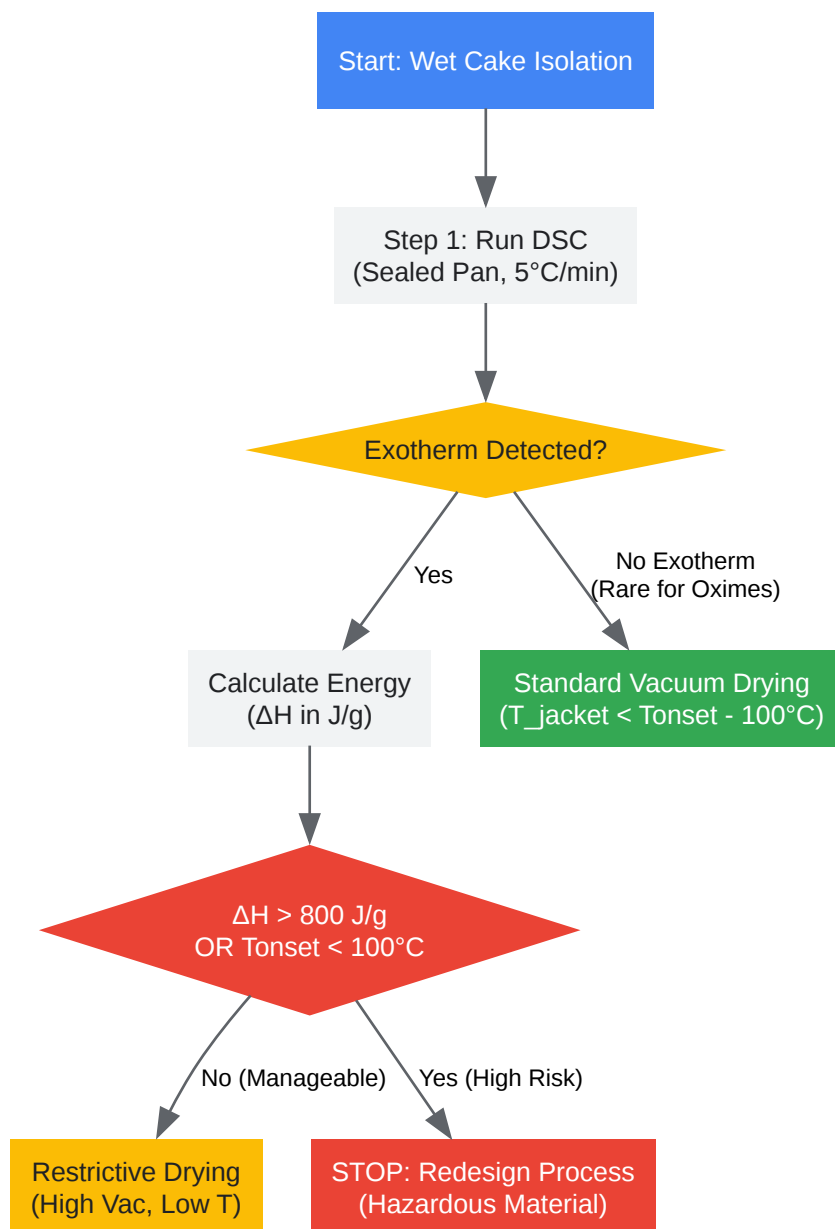 Start: Wet Cake Isolation
Step 1: Run DSC
(Sealed Pan, 5°C/min)
Exotherm Detected?
Yes
No Exotherm
(Rare for Oximes)
Calculate Energy
(ΔH in J/g)
Standard Vacuum Drying
(T_jacket < Tonset - 100°C)
ΔH > 800 J/g
OR Tonset < 100°C
No (Manageable)
Yes (High Risk)
Restrictive Drying
(High Vac, Low T)
STOP: Redesign Process
(Hazardous Material)